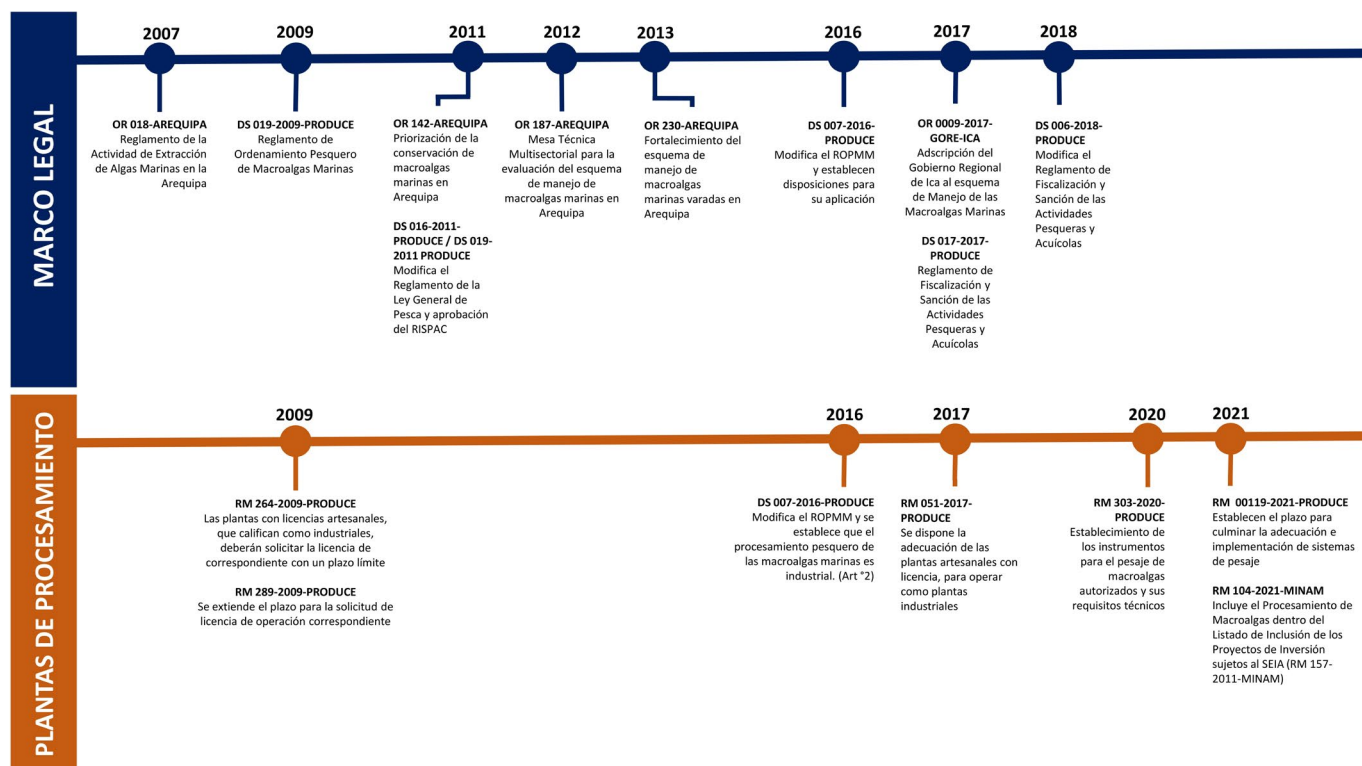 MARCO LEGAL
2007
OR 018-AREQUIPA
Reglamento de la
Actividad de Extracción
de Algas Marinas en la
Arequipa
2009
DS 019-2009-PRODUCE
Reglamento de
Ordenamiento Pesquero
de Macroalgas Marinas
2011
OR 142-AREQUIPA
Priorización de la
conservación de
macroalgas
marinas en
Arequipa
DS 016-2011-
PRODUCE / DS 019-
2011 PRODUCE
Modifica el
Reglamento de la
Ley General de
Pesca y aprobación
del RISPAC
2012
OR 187-AREQUIPA
Mesa Técnica
Multisectorial para la
evaluación del esquema
de manejo de
macroalgas marinas en
Arequipa
2013
OR 230-AREQUIPA
Fortalecimiento del
esquema de
manejo de
macroalgas
marinas varadas en
Arequipa
2016
DS 007-2016-
PRODUCE
Modifica el ROPMM
y establecen
disposiciones para
su aplicación
2017
OR 0009-2017-
GORE-ICA
Adscripción del
Gobierno Regional
de Ica al esquema
de Manejo de las
Macroalgas Marinas
DS 017-2017-
PRODUCE
Reglamento de
Fiscalización y
Sanción de las
Actividades
Pesqueras y
Acuícolas
2018
DS 006-2018-
PRODUCE
Modifica el
Reglamento de
Fiscalización y
Sanción de las
Actividades
Pesqueras y
Acuícolas
PLANTAS DE PROCESAMIENTO
2009
RM 264-2009-PRODUCE
Las plantas con licencias artesanales,
que califican como industriales,
deberán solicitar la licencia de
correspondiente con un plazo límite
RM 289-2009-PRODUCE
Se extiende el plazo para la solicitud de
licencia de operación correspondiente
2016
DS 007-2016-PRODUCE
Modifica el ROPMM y se
establece que el
procesamiento pesquero de
las macroalgas marinas es
industrial. (Art °2)
2017
RM 051-2017-
PRODUCE
Se dispone la
adecuación de las
plantas artesanales con
licencia, para operar
como plantas
industriales
2020
RM 303-2020-
PRODUCE
Establecimiento de
los instrumentos
para el pesaje de
macroalgas
autorizados y sus
requisitos técnicos
2021
RM  00119-2021-PRODUCE
Establecen el plazo para
culminar la adecuación e
implementación de sistemas
de pesaje
RM 104-2021-MINAM
Incluye el Procesamiento de
Macroalgas dentro del
Listado de Inclusión de los
Proyectos de Inversión
sujetos al SEIA (RM 157-
2011-MINAM)